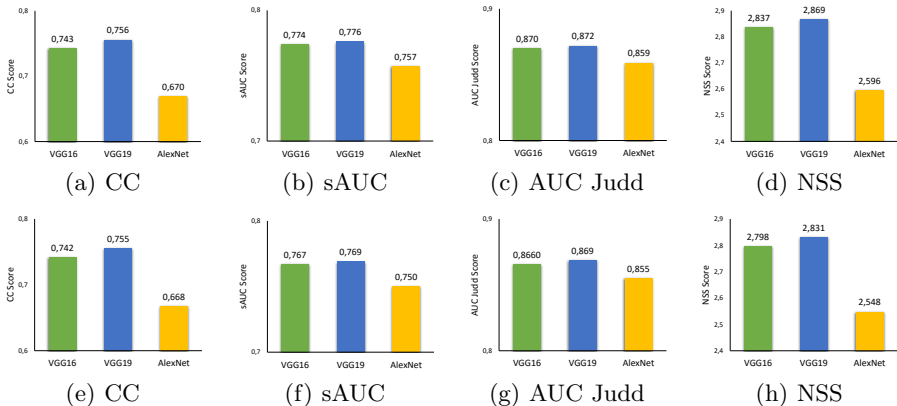 0,8
0,7
0,6
CC Score
0,743
0,756
0,670
VGG16 VGG19 AlexNet
(a) CC
0,8
0,7
sAUC Score
0,774
0,776
0,757
VGG16 VGG19 AlexNet
(b) sAUC
0,9
0,8
AUC Judd Score
0,870
0,872
0,859
VGG16 VGG19 AlexNet
(c) AUC Judd
2,9
2,8
2,7
2,6
2,5
2,4
NSS Score
2,837
2,869
2,596
VGG16 VGG19 AlexNet
(d) NSS
0,8
0,7
0,6
CC Score
0,742
0,755
0,668
VGG16 VGG19 AlexNet
(e) CC
0,8
0,7
sAUC Score
0,767
0,769
0,750
VGG16 VGG19 AlexNet
(f) sAUC
0,9
0,8
AUC Judd Score
0,8660
0,869
0,855
VGG16 VGG19 AlexNet
(g) AUC Judd
2,9
2,8
2,7
2,6
2,5
2,4
NSS Score
2,798
2,831
2,548
VGG16 VGG19 AlexNet
(h) NSS